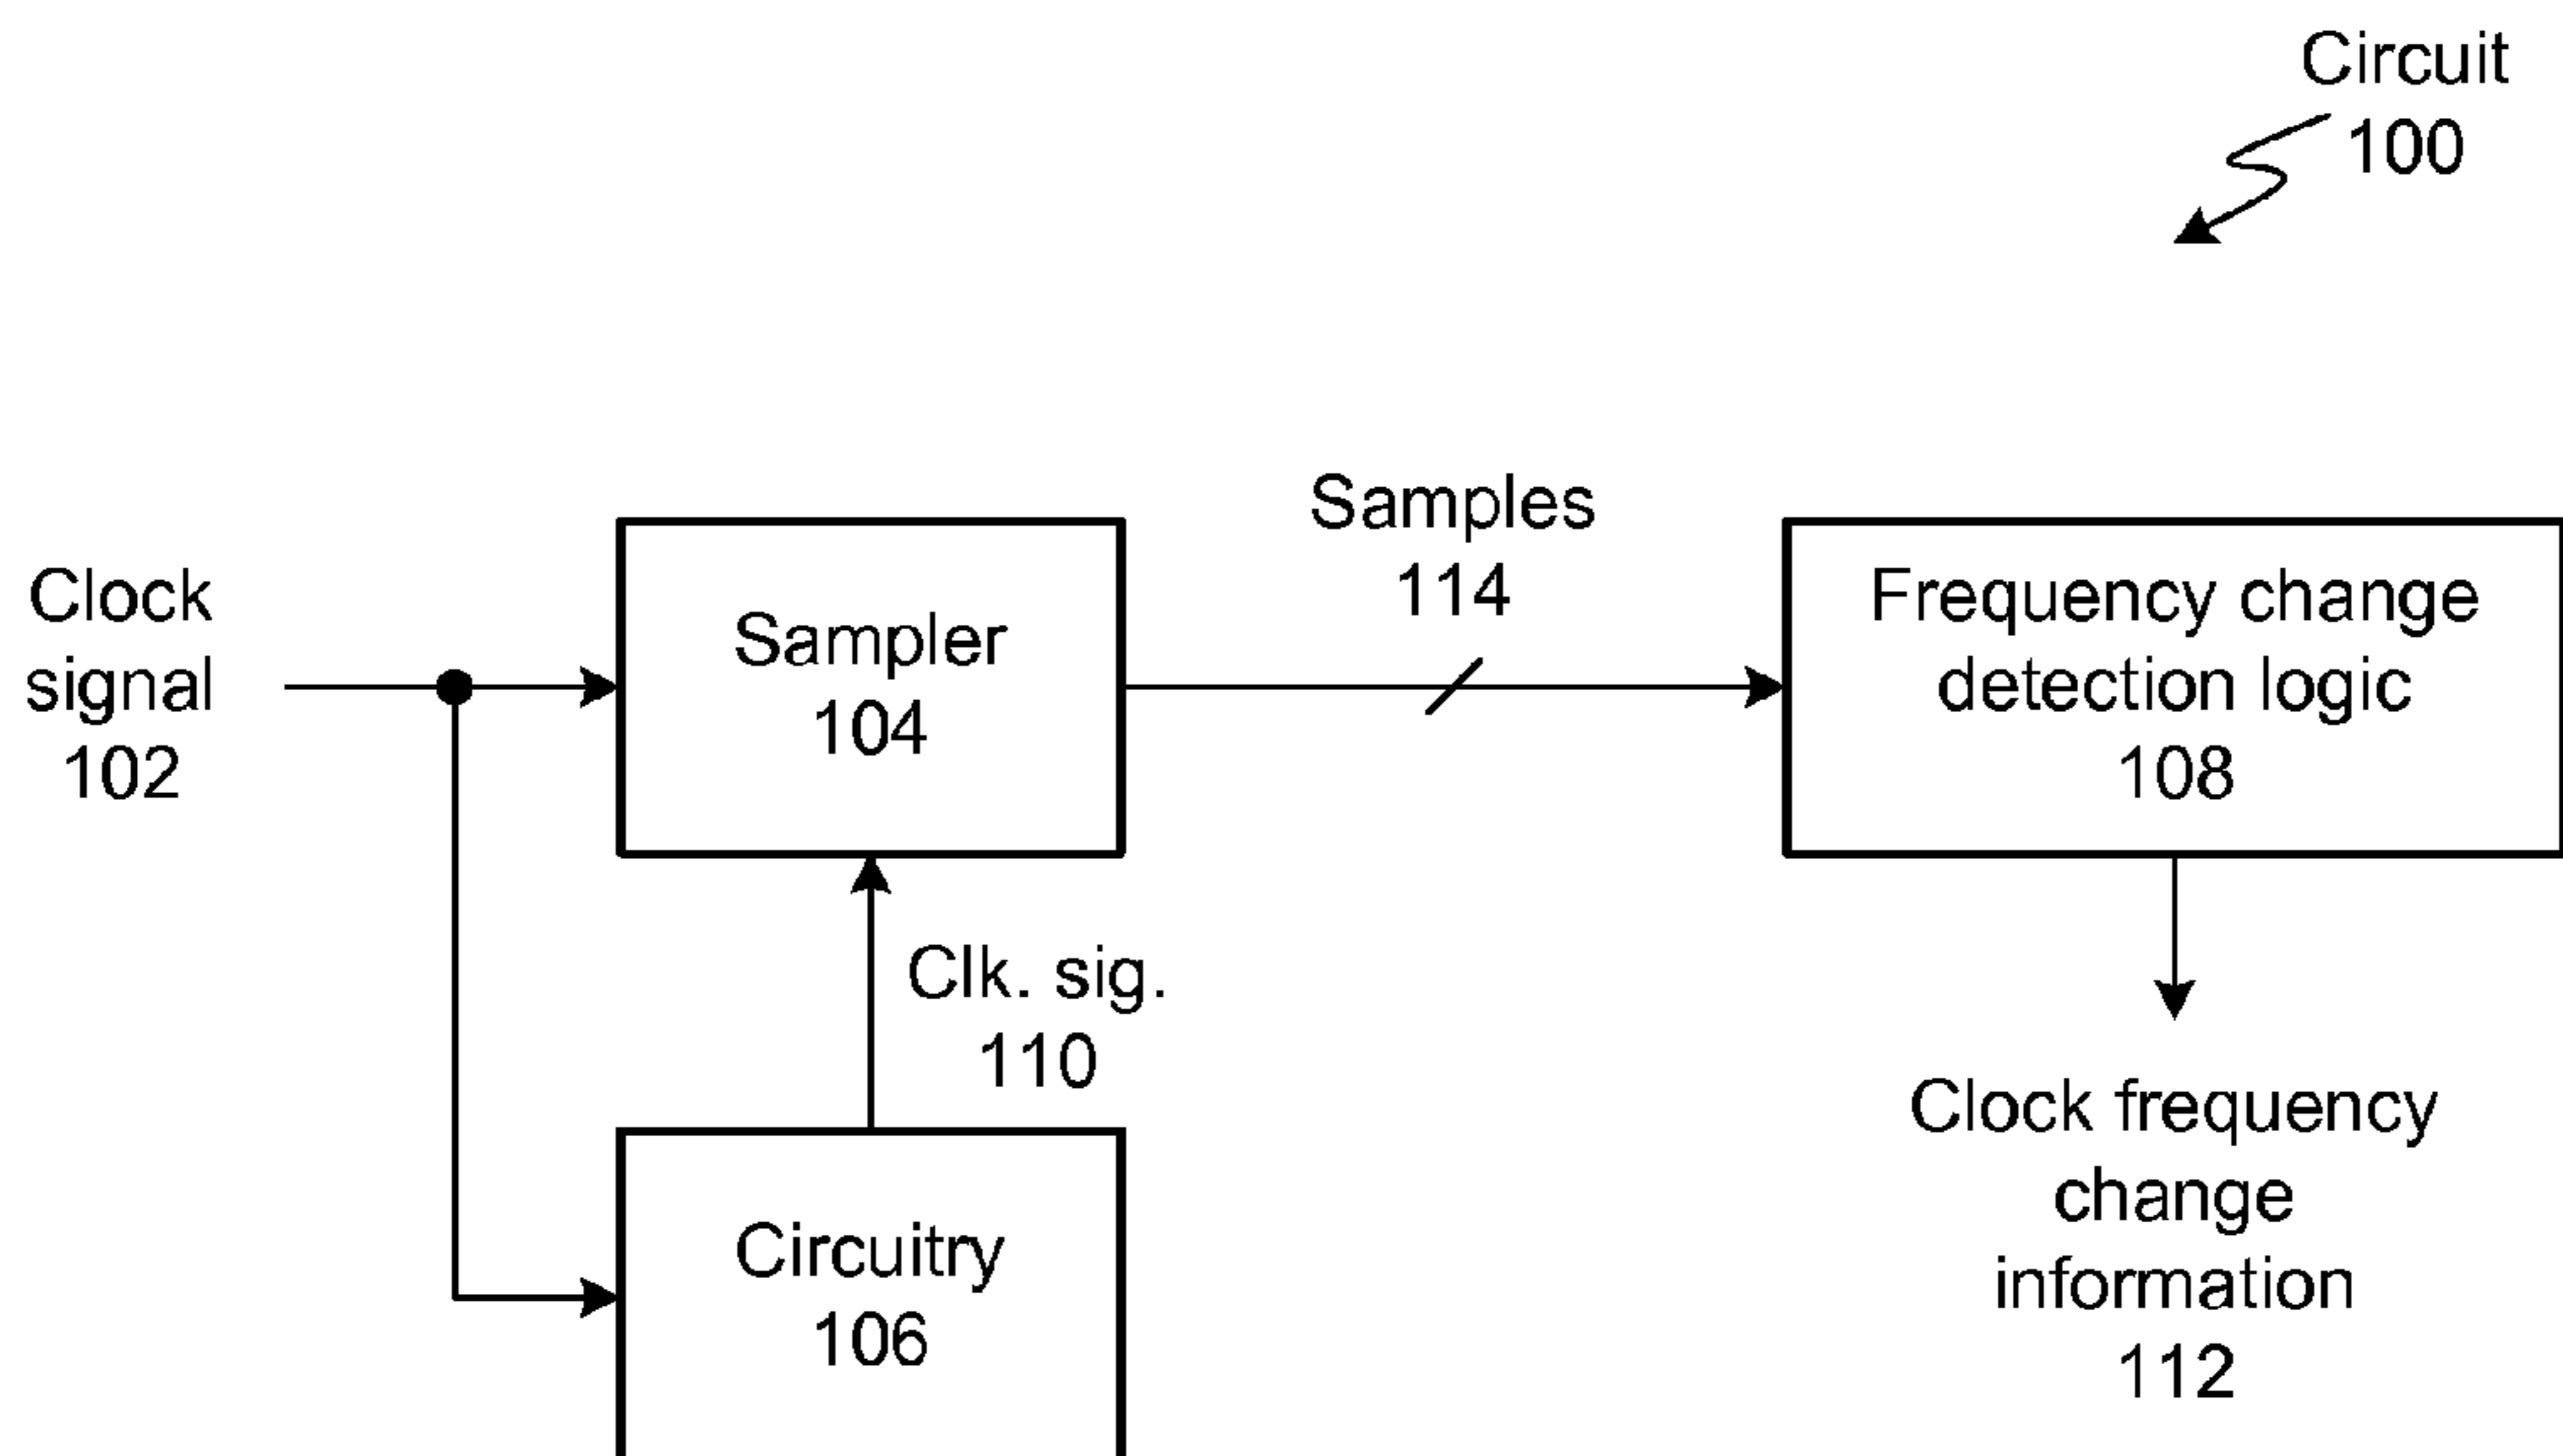 Circuit
100
Clock
signal
102
Sampler
104
Samples
114
Frequency change
detection logic
108
Clk. sig.
110
Circuitry
106
Clock frequency
change
information
112